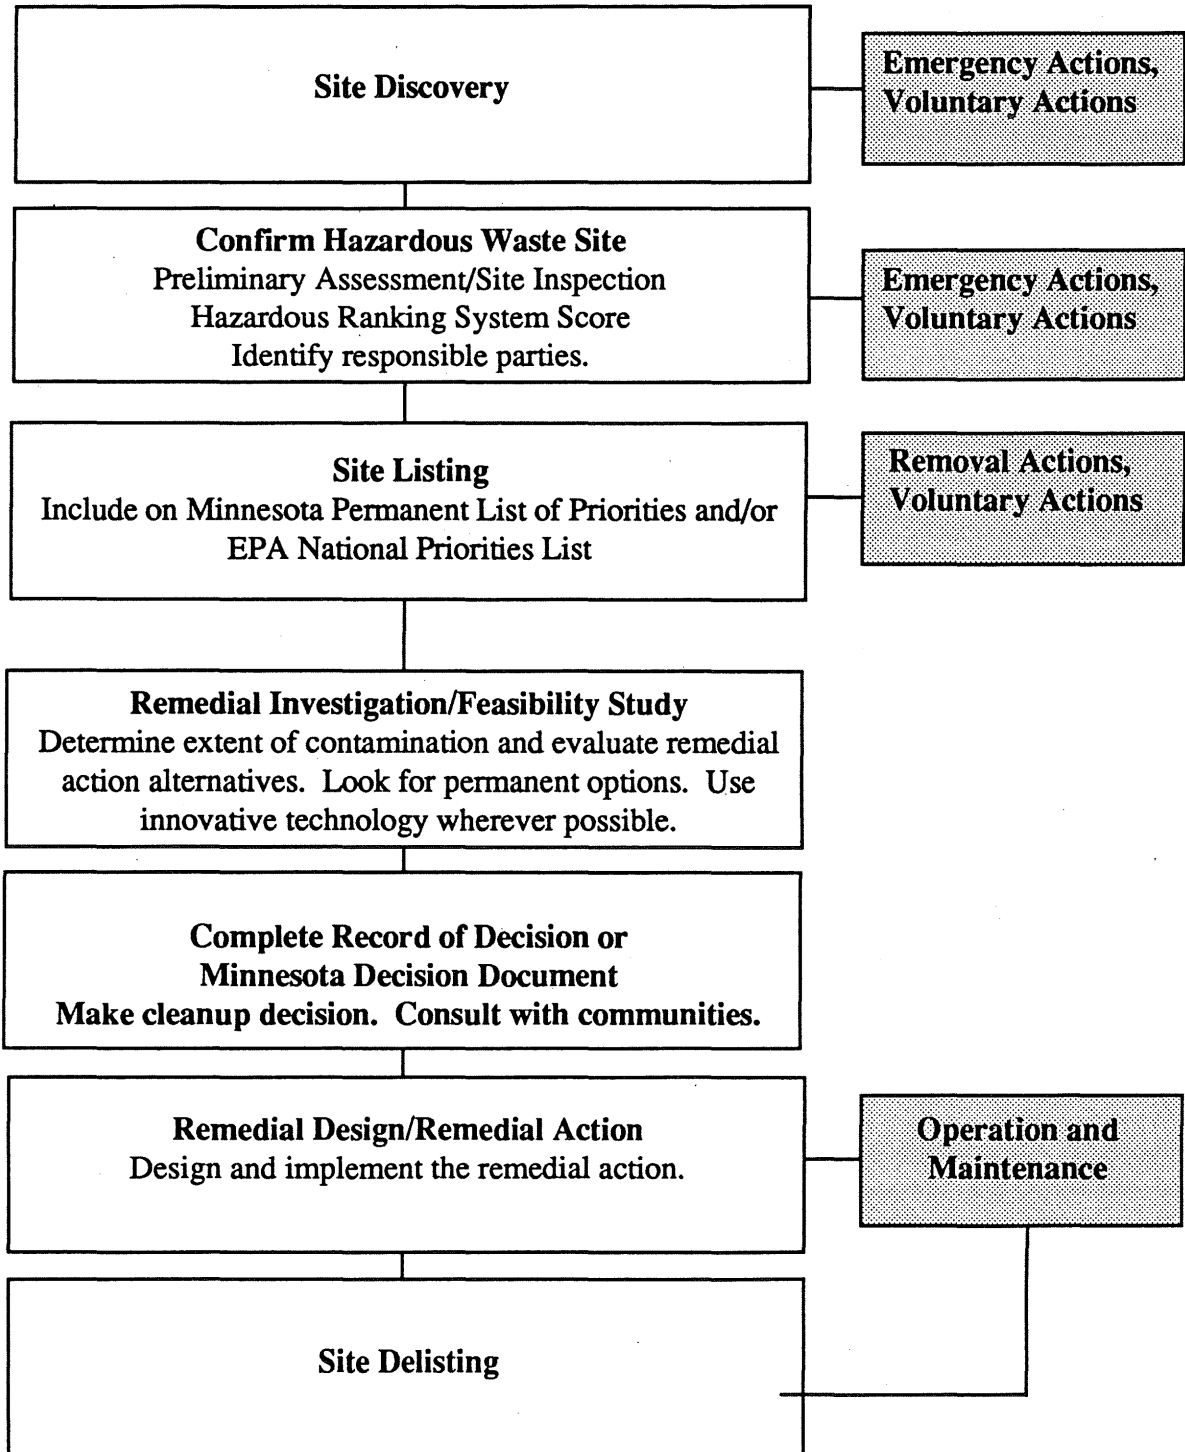 Site Discovery
Emergency Actions,
Voluntary Actions
Confirm Hazardous Waste Site
Preliminary Assessment/Site Inspection
Hazardous Ranking System Score
Identify responsible parties.
Emergency Actions,
Voluntary Actions
Site Listing
Include on Minnesota Permanent List of Priorities and/or
EPA National Priorities List
Removal Actions,
Voluntary Actions
Remedial Investigation/Feasibility Study
Determine extent of contamination and evaluate remedial
action alternatives. Look for permanent options. Use
innovative technology wherever possible.
Complete Record of Decision or
Minnesota Decision Document
Make cleanup decision. Consult with communities.
Remedial Design/Remedial Action
Design and implement the remedial action.
Operation and
Maintenance
Site Delisting